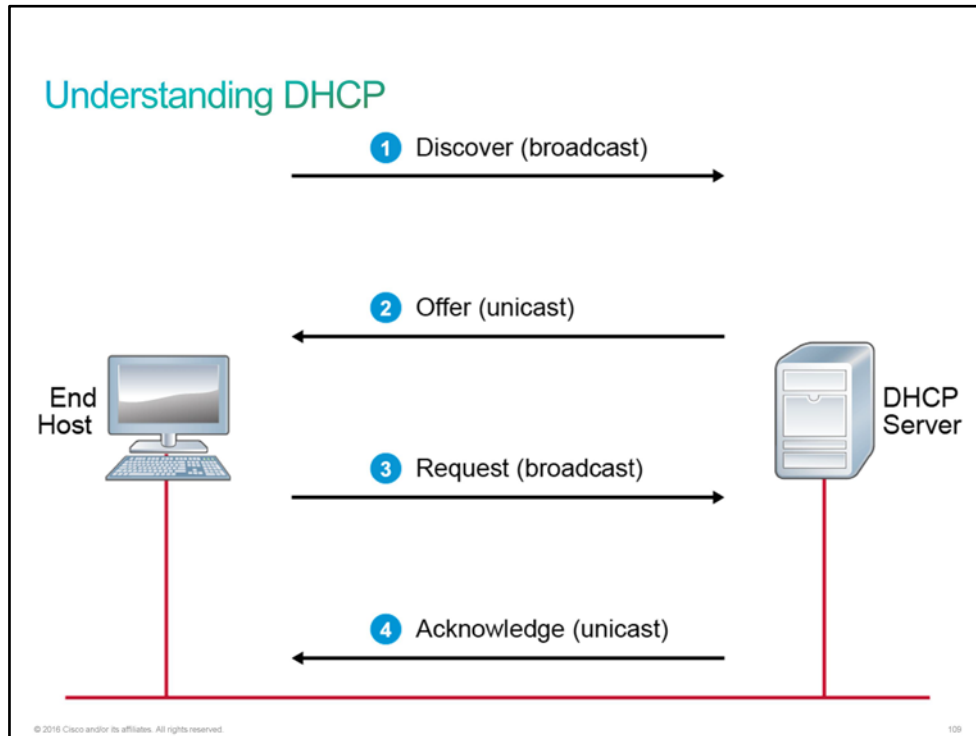 Understanding DHCP
1 Discover (broadcast)
2 Offer (unicast)
End
Host
DHCP
Server
3 Request (broadcast)
4 Acknowledge (unicast)
© 2016 Cisco and/or its affiliates. All rights reserved.
109